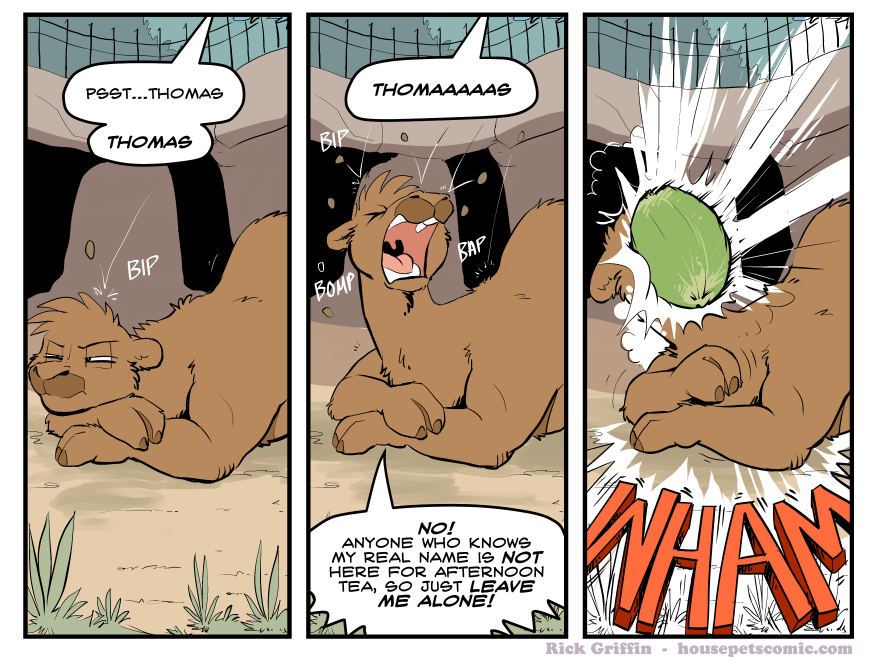 PSST...THOMAS
THOMAS
BIP
THOMAAAAAS
BIP
BAP
BOMP
NO!
ANYONE WHO KNOWS
MY REAL NAME IS NOT
HERE FOR AFTERNOON
TEA, SO JUST LEAVE
ME ALONE!
WHAM
Rick Griffin - housepetscomic.com